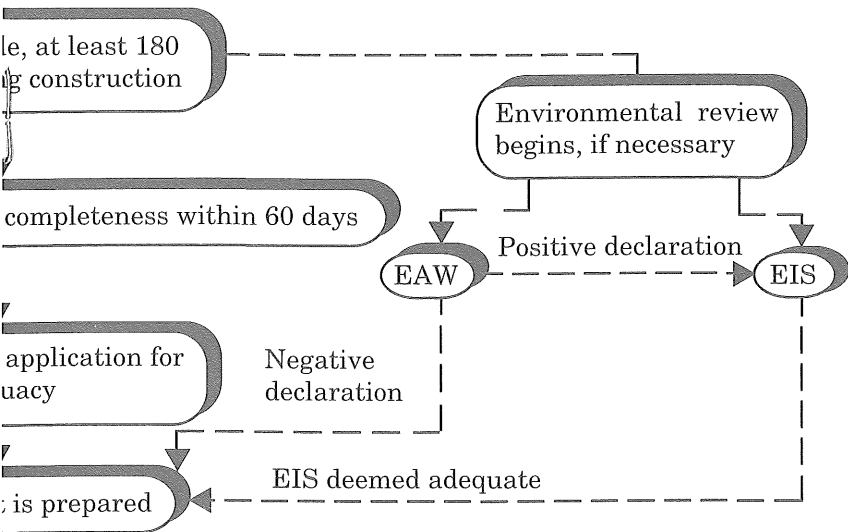 le, at least 180
g construction
Environmental review
begins, if necessary
completeness within 60 days
Positive declaration
EAW
EIS
application for
uacy
Negative
declaration
EIS deemed adequate
t is prepared